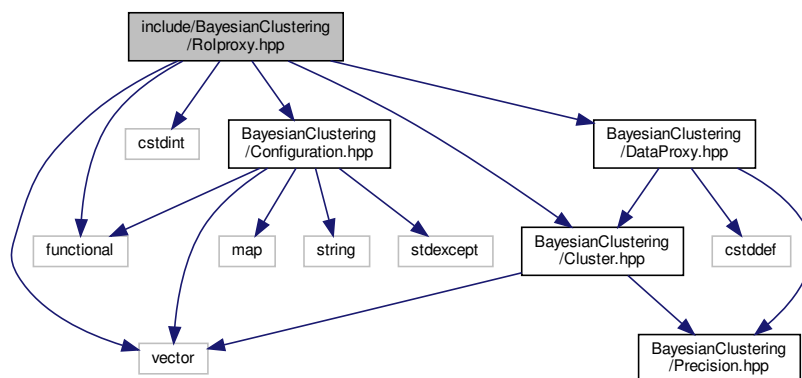 include/BayesianClustering
/RoIproxy.hpp
cstdint
BayesianClustering
/Configuration.hpp
BayesianClustering
/DataProxy.hpp
functional
map
string
stdexcept
BayesianClustering
/Cluster.hpp
cstddef
vector
BayesianClustering
/Precision.hpp